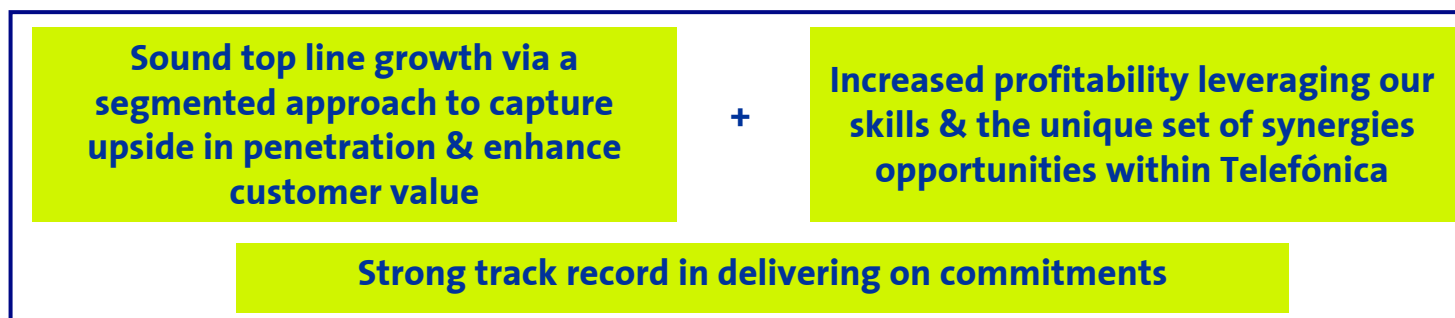 Sound top line growth via a
segmented approach to capture
upside in penetration & enhance
customer value
+
Increased profitability leveraging our
skills & the unique set of synergies
opportunities within Telefónica
Strong track record in delivering on commitments